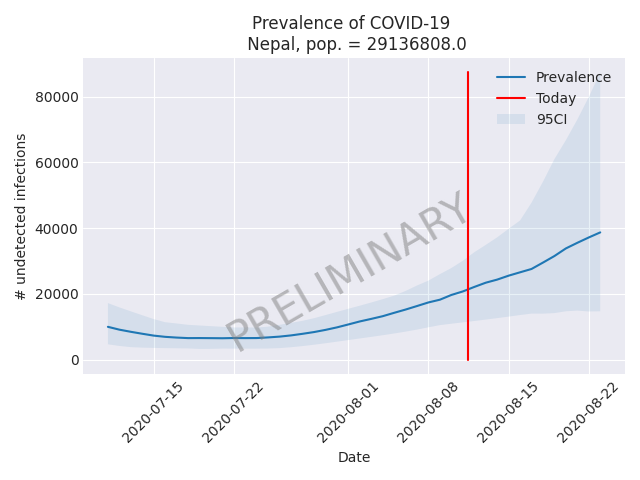 Prevalence of COVID-19
Nepal, pop. = 29136808.0
Prevalence
Today
95CI
PRELIMINARY
# undetected infections
80000
60000
40000
20000
0
2020-07-15
2020-07-22
2020-08-01
2020-08-08
2020-08-15
2020-08-22
Date